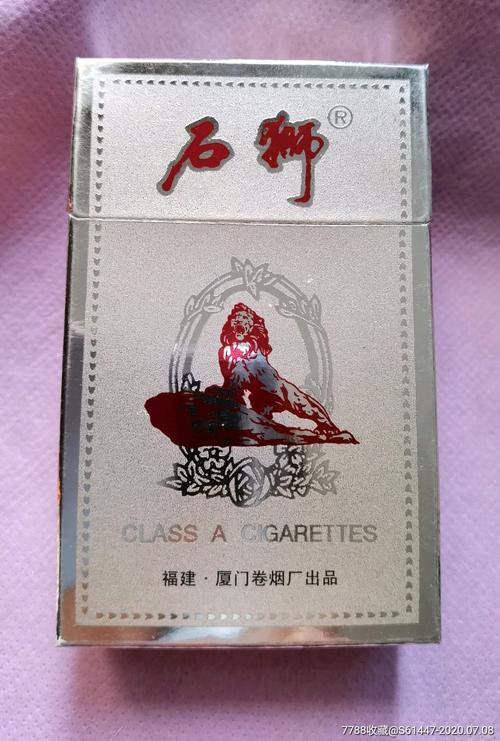 石狮®
CLASS A CIGARETTES
福建·厦门卷烟厂出品
7788收藏@S61447-2020.07.08